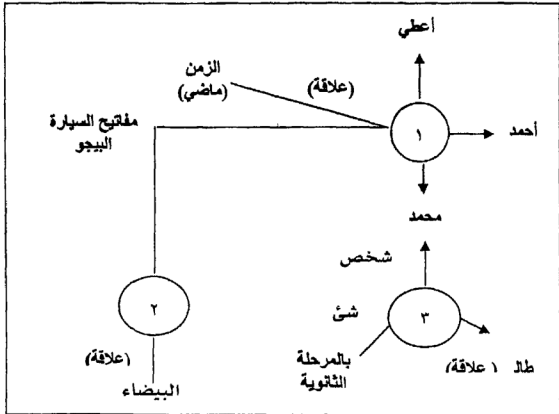 أعطي
الزمن
(ماضي)
(علاقة)
مفاتيح السيارة
البيجو
١
أحمد
محمد
شخص
٢
شئ
٣
(علاقة)
بالمرحلة
الثانوية
طالـ (علاقة)
البيضاء